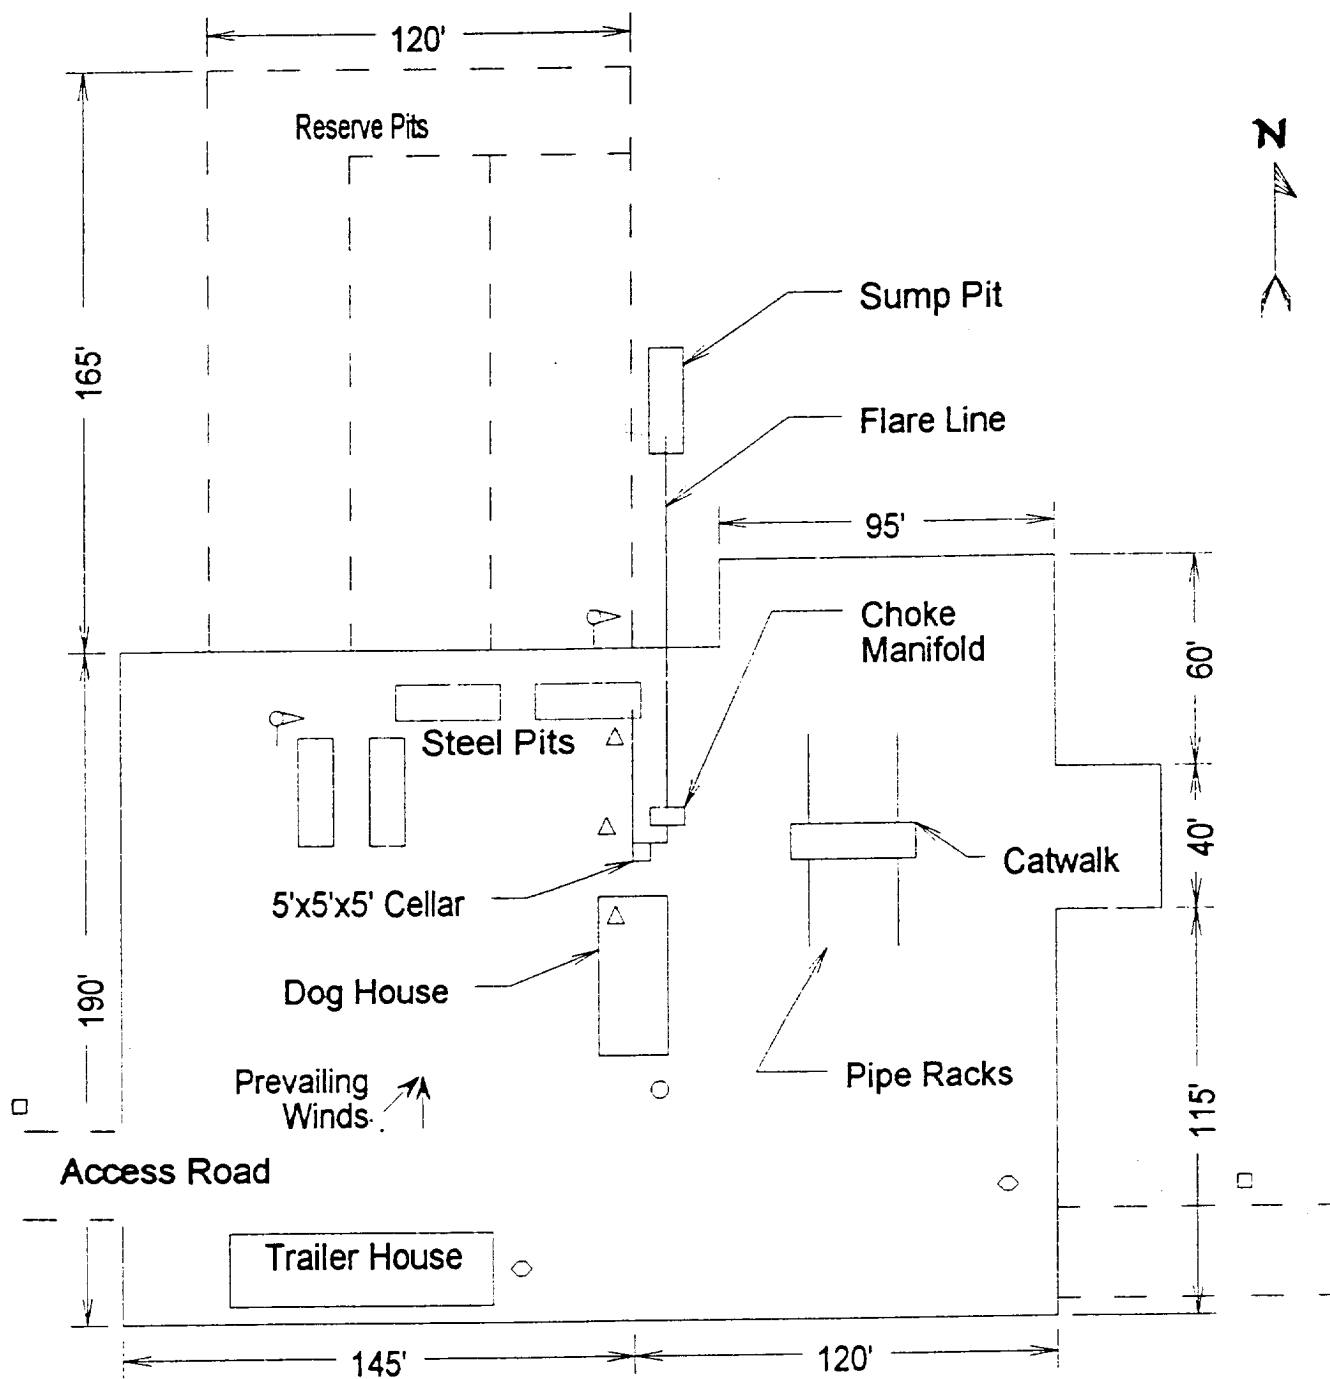 120'
Reserve Pits
N
Sump Pit
165'
Flare Line
95'
Choke
Manifold
60'
Steel Pits
40'
Catwalk
5'x5'x5' Cellar
Dog House
190'
Prevailing
Winds
Pipe Racks
115'
Access Road
Trailer House
145'
120'